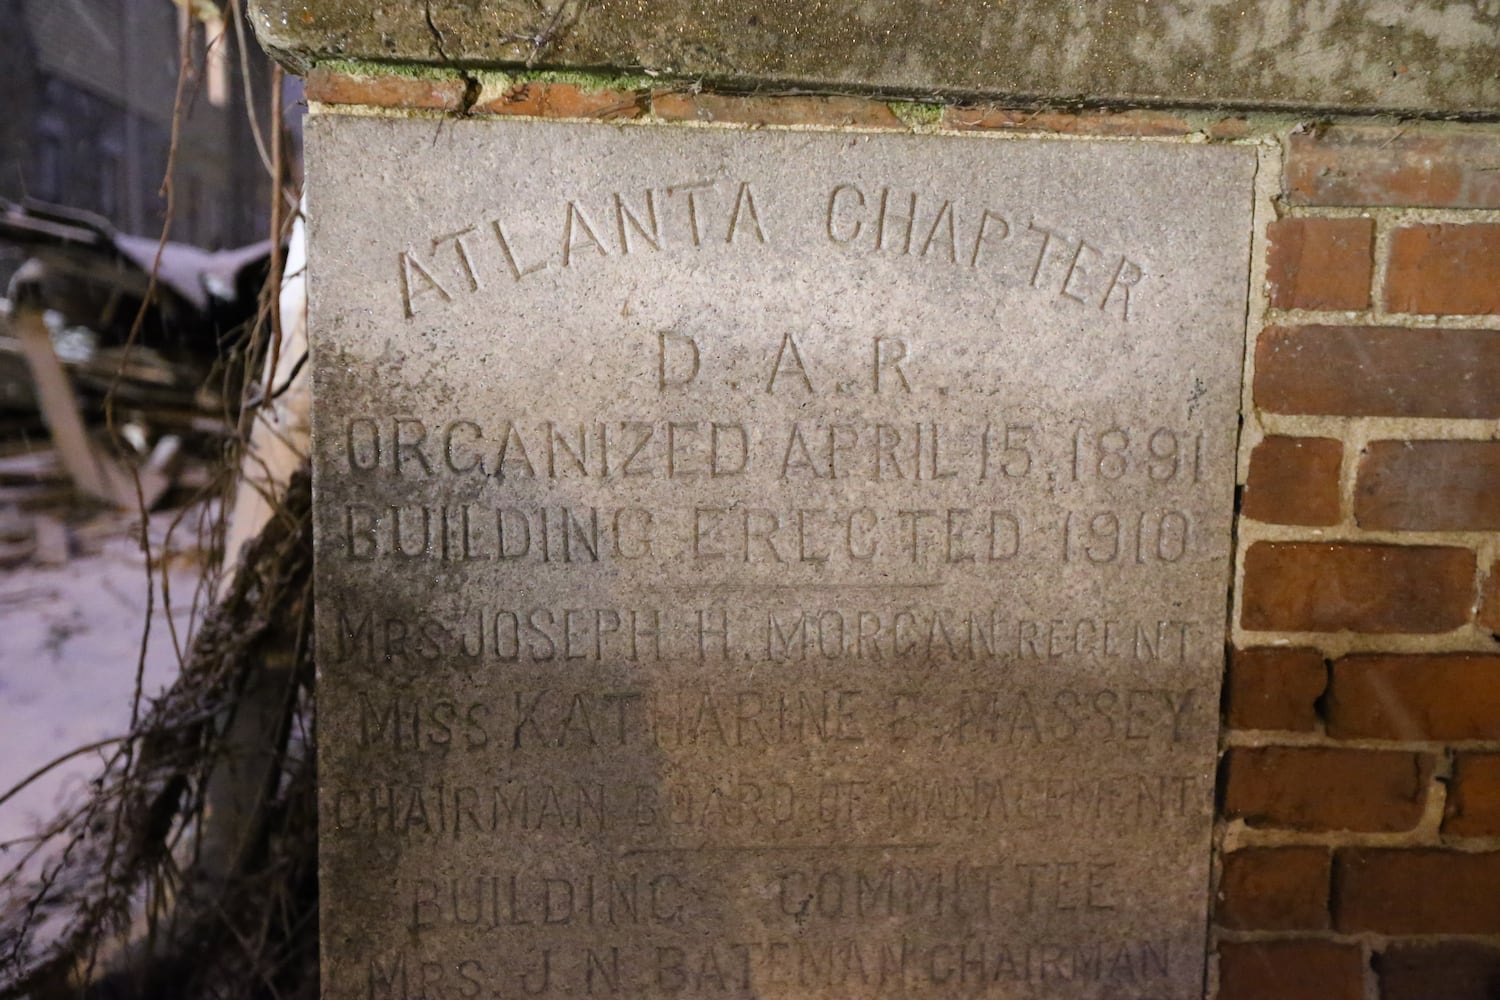 ATLANTA CHAPTER
D.A.R.
ORGANIZED APRIL 15, 1891
BUILDING ERECTED 1910
MRS. JOSEPH H. MORGAN, REGENT
MISS. KATHARINE B. MASSEY
CHAIRMAN BOARD OF MANAGEMENT
BUILDING COMMITTEE
MRS. J. N. BATEMAN, CHAIRMAN